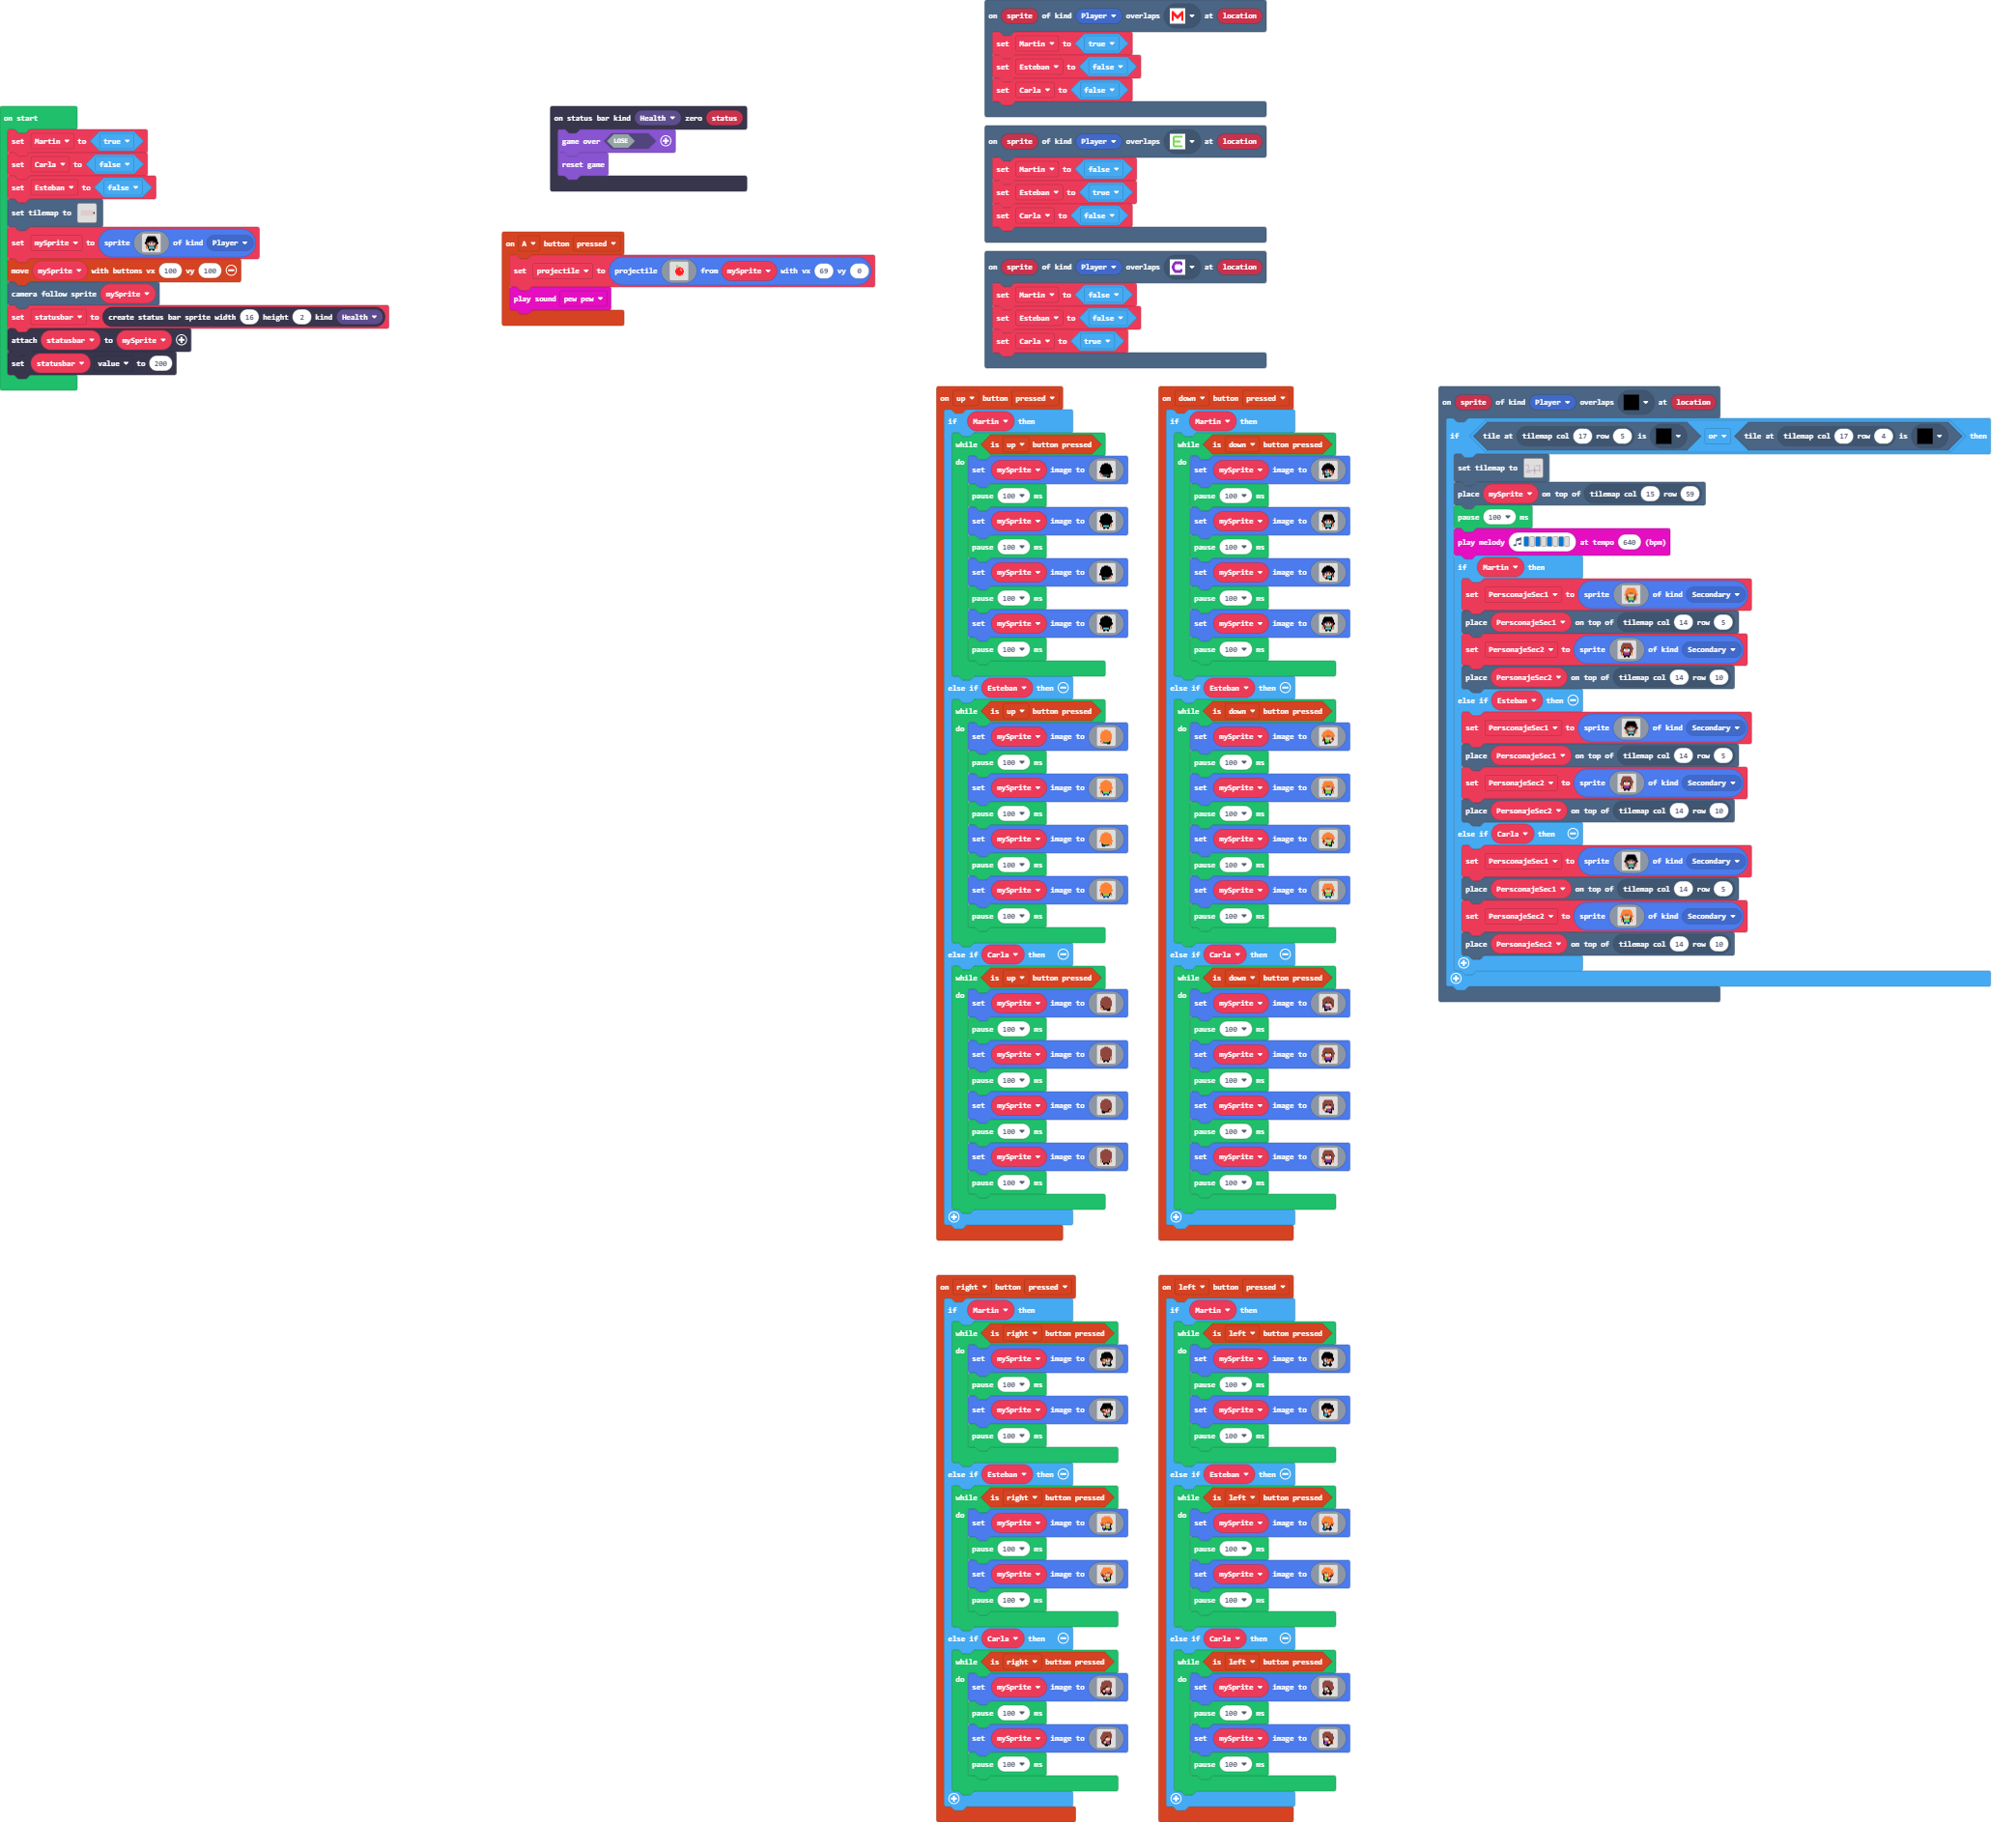 on start
set Martin to true
set Carla to false
set Esteban to false
set tilemap to
set mySprite to sprite of kind Player
move mySprite with buttons vx 100 vy 100
camera follow sprite mySprite
set statusbar to create status bar sprite width 16 height 2 kind Health
attach statusbar to mySprite
set statusbar value to 200
on status bar kind Health zero status
game over LOSE
reset game
on A button pressed
set projectile to projectile from mySprite with vx 69 vy 0
play sound pew pew
on sprite of kind Player overlaps M at location
set Martin to true
set Esteban to false
set Carla to false
on sprite of kind Player overlaps E at location
set Martin to false
set Esteban to true
set Carla to false
on sprite of kind Player overlaps C at location
set Martin to false
set Esteban to false
set Carla to true
on up button pressed
if Martin then
while is up button pressed
do set mySprite image to
pause 100 ms
set mySprite image to
pause 100 ms
set mySprite image to
pause 100 ms
set mySprite image to
pause 100 ms
else if Esteban then
while is up button pressed
do set mySprite image to
pause 100 ms
set mySprite image to
pause 100 ms
set mySprite image to
pause 100 ms
set mySprite image to
pause 100 ms
else if Carla then
while is up button pressed
do set mySprite image to
pause 100 ms
set mySprite image to
pause 100 ms
set mySprite image to
pause 100 ms
set mySprite image to
pause 100 ms
on down button pressed
if Martin then
while is down button pressed
do set mySprite image to
pause 100 ms
set mySprite image to
pause 100 ms
set mySprite image to
pause 100 ms
set mySprite image to
pause 100 ms
else if Esteban then
while is down button pressed
do set mySprite image to
pause 100 ms
set mySprite image to
pause 100 ms
set mySprite image to
pause 100 ms
set mySprite image to
pause 100 ms
else if Carla then
while is down button pressed
do set mySprite image to
pause 100 ms
set mySprite image to
pause 100 ms
set mySprite image to
pause 100 ms
set mySprite image to
pause 100 ms
on sprite of kind Player overlaps at location
if tile at tilemap col 17 row 5 is or tile at tilemap col 17 row 4 is then
set tilemap to
place mySprite on top of tilemap col 15 row 59
pause 100 ms
play melody at tempo 640 (bpm)
if Martin then
set PersconajeSec1 to sprite of kind Secondary
place PersconajeSec1 on top of tilemap col 14 row 5
set PersonajeSec2 to sprite of kind Secondary
place PersonajeSec2 on top of tilemap col 14 row 10
else if Esteban then
set PersconajeSec1 to sprite of kind Secondary
place PersconajeSec1 on top of tilemap col 14 row 5
set PersonajeSec2 to sprite of kind Secondary
place PersonajeSec2 on top of tilemap col 14 row 10
else if Carla then
set PersconajeSec1 to sprite of kind Secondary
place PersconajeSec1 on top of tilemap col 14 row 5
set PersonajeSec2 to sprite of kind Secondary
place PersonajeSec2 on top of tilemap col 14 row 10
on right button pressed
if Martin then
while is right button pressed
do set mySprite image to
pause 100 ms
set mySprite image to
pause 100 ms
else if Esteban then
while is right button pressed
do set mySprite image to
pause 100 ms
set mySprite image to
pause 100 ms
else if Carla then
while is right button pressed
do set mySprite image to
pause 100 ms
set mySprite image to
pause 100 ms
on left button pressed
if Martin then
while is left button pressed
do set mySprite image to
pause 100 ms
set mySprite image to
pause 100 ms
else if Esteban then
while is left button pressed
do set mySprite image to
pause 100 ms
set mySprite image to
pause 100 ms
else if Carla then
while is left button pressed
do set mySprite image to
pause 100 ms
set mySprite image to
pause 100 ms